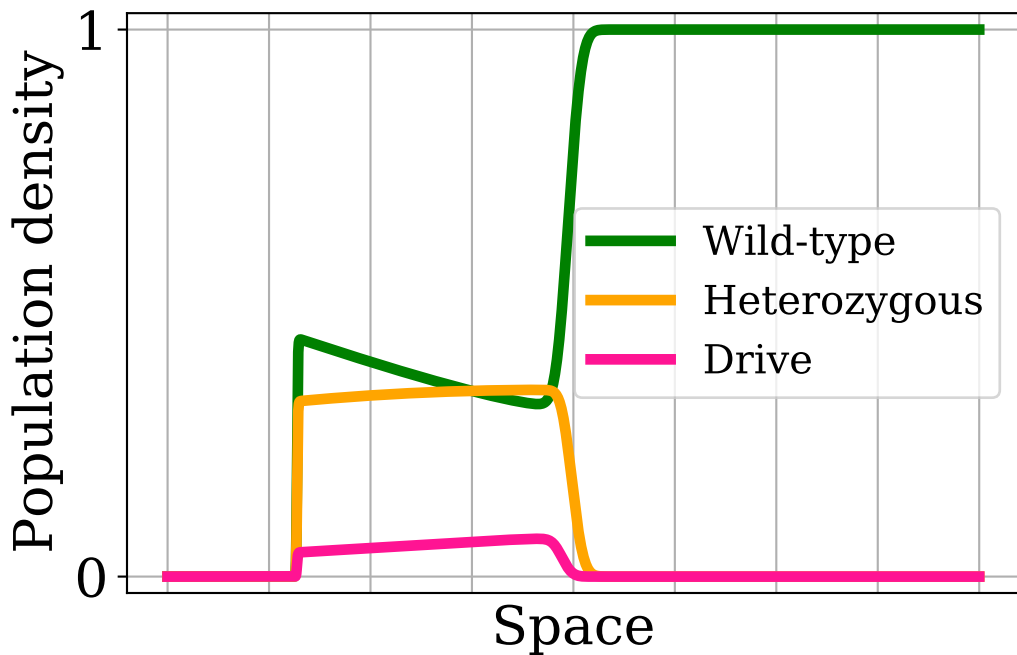 Population density
1
0
Wild-type
Heterozygous
Drive
Space